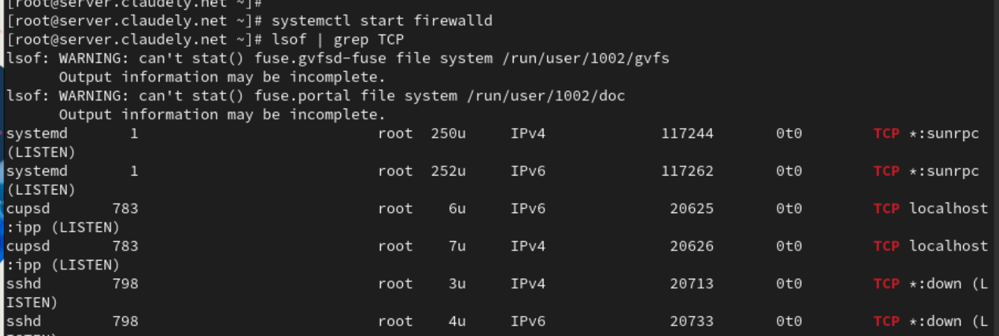 [root@server.claudely.net ~]#
[root@server.claudely.net ~]# systemctl start firewalld
[root@server.claudely.net ~]# lsof | grep TCP
lsof: WARNING: can't stat() fuse.gvfsd-fuse file system /run/user/1002/gvfs
      Output information may be incomplete.
lsof: WARNING: can't stat() fuse.portal file system /run/user/1002/doc
      Output information may be incomplete.
systemd       1                           root  250u     IPv4             117244       0t0        TCP *:sunrpc
(LISTEN)
systemd       1                           root  252u     IPv6             117262       0t0        TCP *:sunrpc
(LISTEN)
cupsd       783                           root    6u     IPv6              20625       0t0        TCP localhost
:ipp (LISTEN)
cupsd       783                           root    7u     IPv4              20626       0t0        TCP localhost
:ipp (LISTEN)
sshd        798                           root    3u     IPv4              20713       0t0        TCP *:down (L
ISTEN)
sshd        798                           root    4u     IPv6              20733       0t0        TCP *:down (L